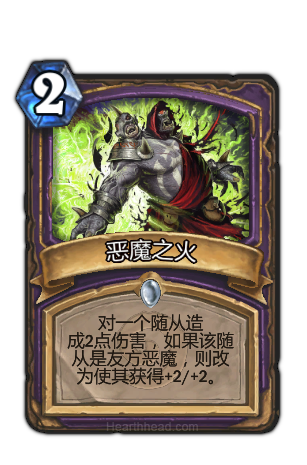 2
恶魔之火
对一个随从造
成2点伤害，如果该随
从是友方恶魔，则改
为使其获得+2/+2。
Hearthhead.com